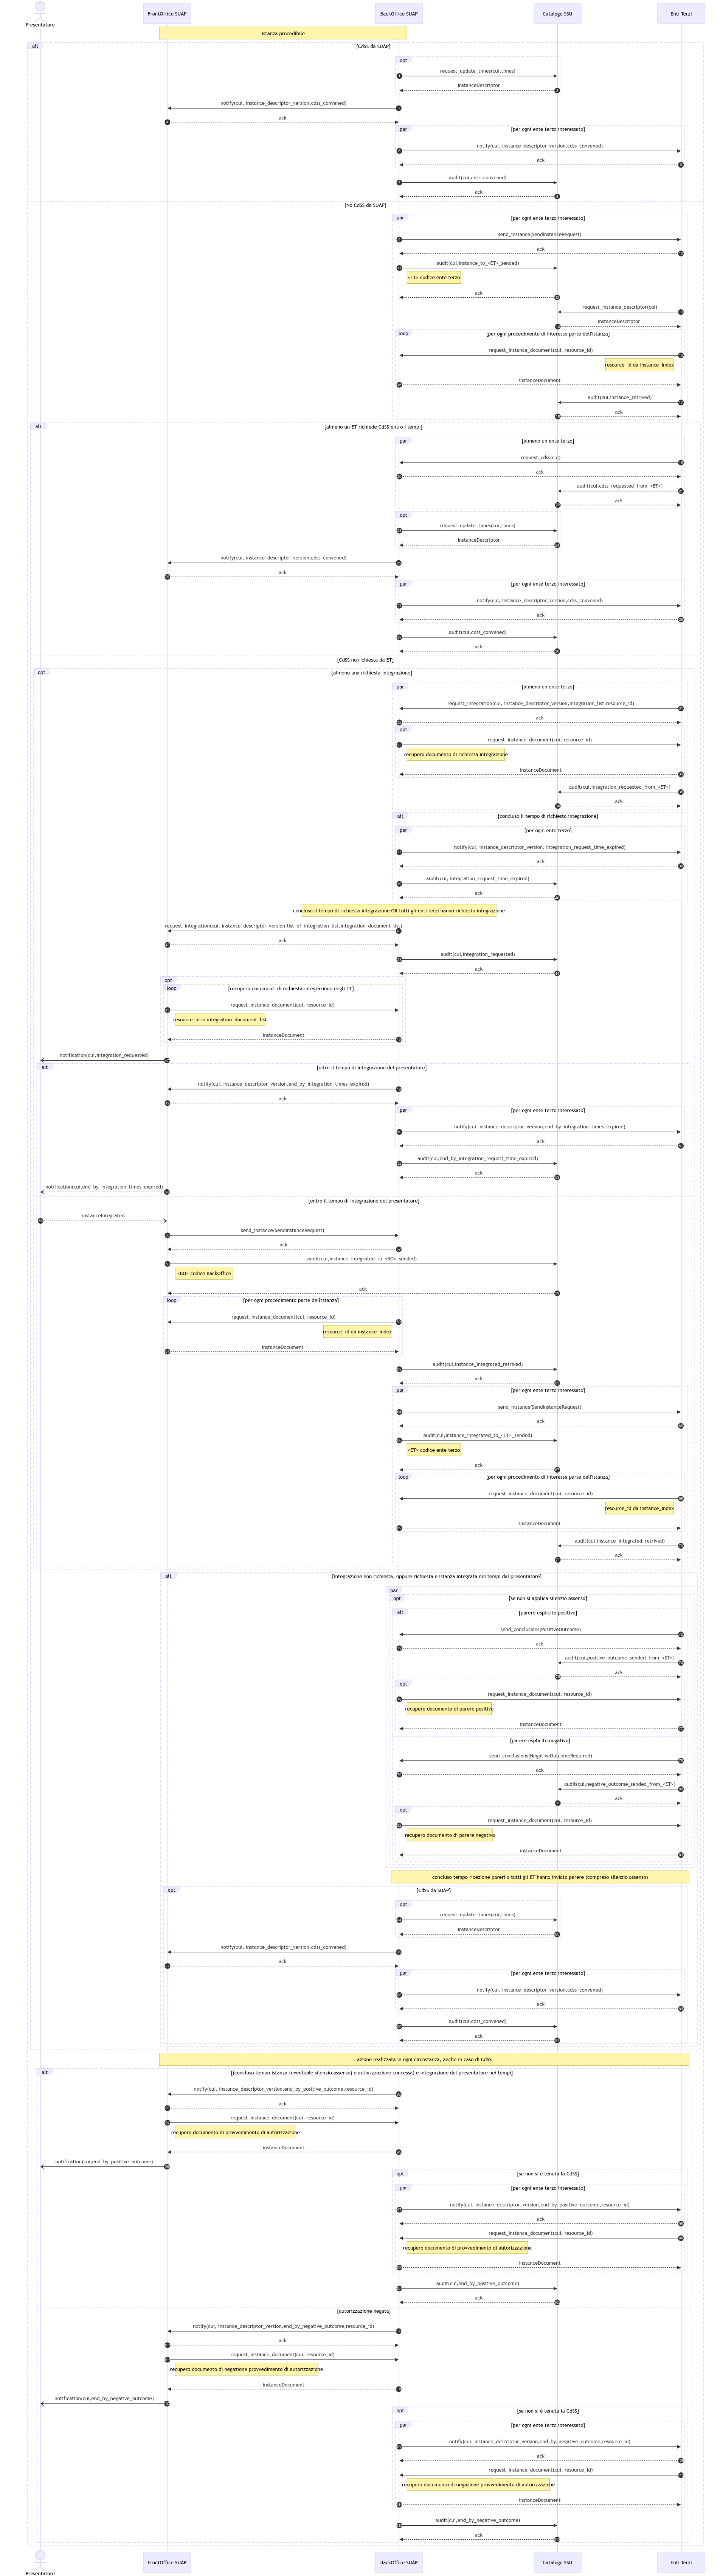 Presentatore
FrontOffice SUAP
BackOffice SUAP
Catalogo SSU
Enti Terzi
Istanza procedibile
alt
[CdSS da SUAP]
opt
request_update_times(cui,times)
InstanceDescriptor
notify(cui, instance_descriptor_version,cdss_convened)
ack
par
[per ogni ente terzo interessato]
notify(cui, instance_descriptor_version,cdss_convened)
ack
audit(cui,cdss_convened)
ack
[No CdSS da SUAP]
par
[per ogni ente terzo interessato]
send_instance(SendInstanceRequest)
ack
audit(cui,instance_to_<ET>_sended)
<ET> codice ente terzo
ack
request_instance_descriptor(cui)
InstanceDescriptor
loop
[per ogni procedimento di interesse parte dell'istanza]
request_instance_document(cui, resource_id)
resource_id da instance_index
InstanceDocument
audit(cui,instance_retrived)
ack
alt
[almeno un ET richiede CdSS entro i tempi]
par
[almeno un ente terzo]
request_cdss(cui)
ack
audit(cui,cdss_requested_from_<ET>)
ack
opt
request_update_times(cui,times)
InstanceDescriptor
notify(cui, instance_descriptor_version,cdss_convened)
ack
par
[per ogni ente terzo interessato]
notify(cui, instance_descriptor_version,cdss_convened)
ack
audit(cui,cdss_convened)
ack
[CdSS no richiesta da ET]
opt
[almeno una richiesta integrazione]
par
[almeno un ente terzo]
request_integration(cui, instance_descriptor_version,integration_list,resource_id)
ack
opt
request_instance_document(cui, resource_id)
recupero documento di richiesta integrazione
InstanceDocument
audit(cui,integration_requested_from_<ET>)
ack
alt
[concluso il tempo di richiesta integrazione]
par
[per ogni ente terzo]
notify(cui, instance_descriptor_version, integration_request_time_expired)
ack
audit(cui, integration_request_time_expired)
ack
concluso il tempo di richiesta integrazione OR tutti gli enti terzi hanno richiesto integrazione
request_integration(cui, instance_descriptor_version,list_of_integration_list,integration_document_list)
ack
audit(cui,integration_requested)
ack
opt
loop
[recupero documenti di richiesta integrazione degli ET]
request_instance_document(cui, resource_id)
resource_id in integration_document_list
InstanceDocument
notification(cui,integration_requested)
alt
[oltre il tempo di integrazione del presentatore]
notify(cui, instance_descriptor_version,end_by_integration_times_expired)
ack
par
[per ogni ente terzo interessato]
notify(cui, instance_descriptor_version,end_by_integration_times_expired)
ack
audit(cui,end_by_integration_request_time_expired)
ack
notification(cui,end_by_integration_times_expired)
[entro il tempo di integrazione del presentatore]
instanceIntegrated
send_instance(SendInstanceRequest)
ack
audit(cui,instance_integrated_to_<BO>_sended)
<BO> codice BackOffice
ack
loop
[per ogni procedimento parte dell'istanza]
request_instance_document(cui, resource_id)
resource_id da instance_index
InstanceDocument
audit(cui,instance_integrated_retrived)
ack
par
[per ogni ente terzo interessato]
send_instance(SendInstanceRequest)
ack
audit(cui,instance_integrated_to_<ET>_sended)
<ET> codice ente terzo
ack
loop
[per ogni procedimento di interesse parte dell'istanza]
request_instance_document(cui, resource_id)
resource_id da instance_index
InstanceDocument
audit(cui,instance_integrated_retrived)
ack
alt
[integrazione non richiesta, oppure richiesta e istanza integrata nei tempi dal presentatore]
par
opt
[se non si applica silenzio assenso]
alt
[parere esplicito positivo]
send_conclusions(PositiveOutcome)
ack
audit(cui,positive_outcome_sended_from_<ET>)
ack
opt
request_instance_document(cui, resource_id)
recupero documento di parere positivo
InstanceDocument
[parere esplicito negativo]
send_conclusions(NegativeOutcomeRequired)
ack
audit(cui,negative_outcome_sended_from_<ET>)
ack
opt
request_instance_document(cui, resource_id)
recupero documento di parere negativo
InstanceDocument
concluso tempo ricezione pareri o tutti gli ET hanno inviato parere (compreso silenzio assenso)
opt
[CdSS da SUAP]
opt
request_update_times(cui,times)
InstanceDescriptor
notify(cui, instance_descriptor_version,cdss_convened)
ack
par
[per ogni ente terzo interessato]
notify(cui, instance_descriptor_version,cdss_convened)
ack
audit(cui,cdss_convened)
ack
azione realizzata in ogni circostanza, anche in caso di CdSS
alt
[(concluso tempo istanza (eventuale silenzio assenso) o autorizzazione concessa) e integrazione del presentatore nei tempi]
notify(cui, instance_descriptor_version,end_by_positive_outcome,resource_id)
ack
request_instance_document(cui, resource_id)
recupero documento di provvedimento di autorizzazione
InstanceDocument
notification(cui,end_by_positive_outcome)
opt
[se non si è tenuta la CdSS]
par
[per ogni ente terzo interessato]
notify(cui, instance_descriptor_version,end_by_positive_outcome,resource_id)
ack
request_instance_document(cui, resource_id)
recupero documento di provvedimento di autorizzazione
InstanceDocument
audit(cui,end_by_positive_outcome)
ack
[autorizzazione negata]
notify(cui, instance_descriptor_version,end_by_negative_outcome,resource_id)
ack
request_instance_document(cui, resource_id)
recupero documento di negazione provvedimento di autorizzazione
InstanceDocument
notification(cui,end_by_negative_outcome)
opt
[se non si è tenuta la CdSS]
par
[per ogni ente terzo interessato]
notify(cui, instance_descriptor_version,end_by_negative_outcome,resource_id)
ack
request_instance_document(cui, resource_id)
recupero documento di negazione provvedimento di autorizzazione
InstanceDocument
audit(cui,end_by_negative_outcome)
ack
Presentatore
FrontOffice SUAP
BackOffice SUAP
Catalogo SSU
Enti Terzi